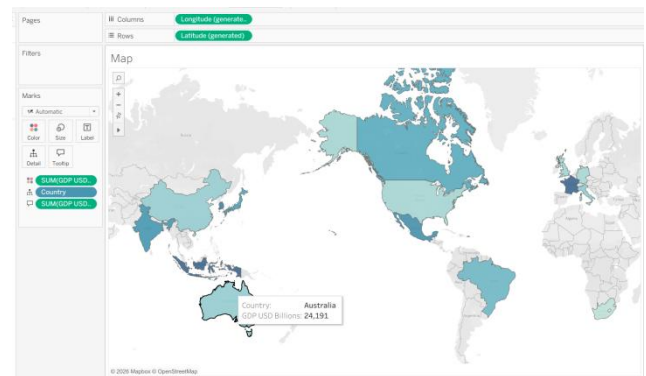 Pages
Columns
Longitude (generate..
Rows
Latitude (generated)
Filters
Map
Marks
Automatic
Color
Size
Label
Detail
Tooltip
SUM(GDP USD..
Country
SUM(GDP USD..
Country: Australia
GDP USD Billions: 24,191
© 2026 Mapbox © OpenStreetMap